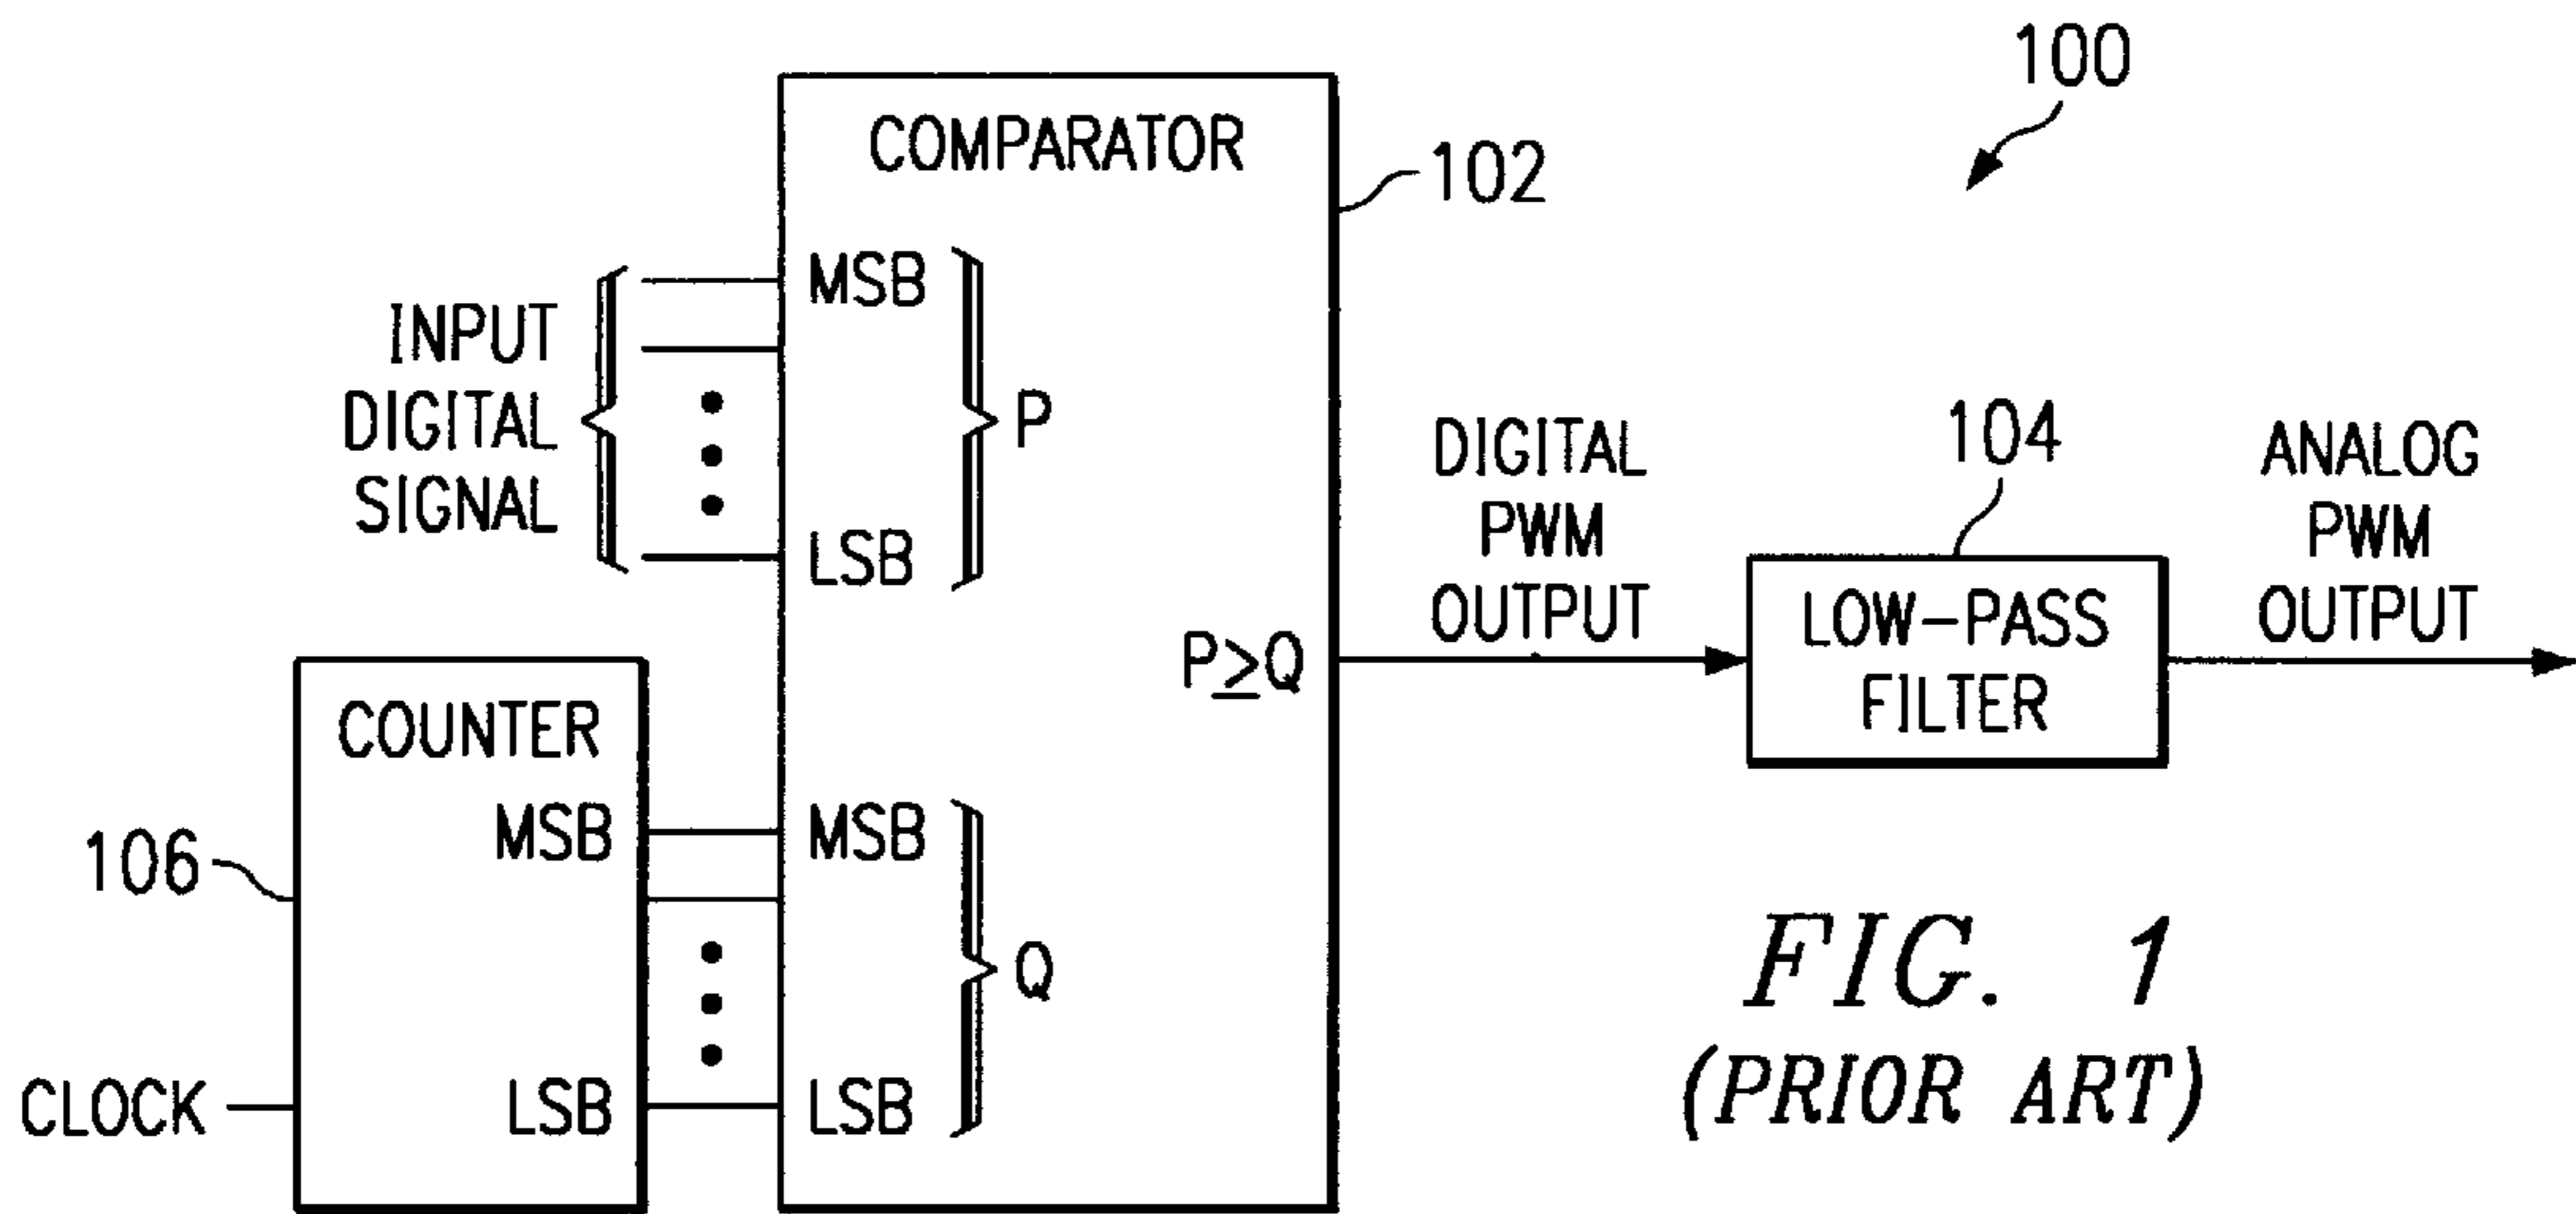 100
COMPARATOR
102
MSB
INPUT
DIGITAL
SIGNAL
P
LSB
DIGITAL
PWM
OUTPUT
104
LOW-PASS
FILTER
ANALOG
PWM
OUTPUT
P≥Q
COUNTER
MSB
MSB
106
Q
CLOCK
LSB
LSB
FIG. 1
(PRIOR ART)